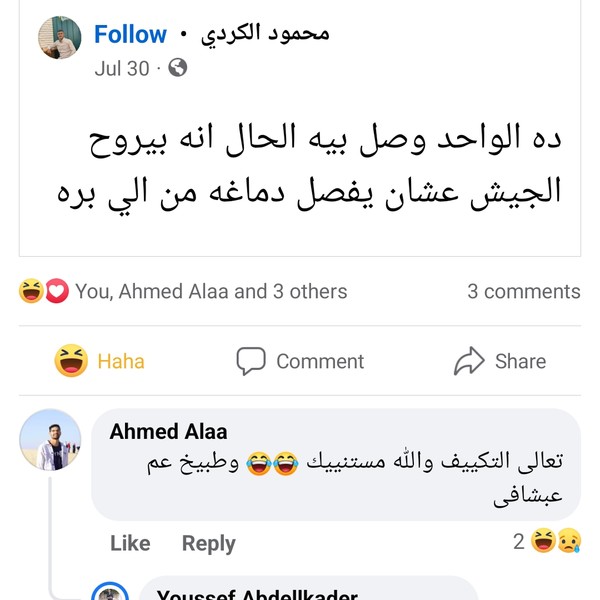 Follow • محمود الكردي
Jul 30 ·
ده الواحد وصل بيه الحال انه بيروح
الجيش عشان يفصل دماغه من الي بره
You, Ahmed Alaa and 3 others
3 comments
Haha
Comment
Share
Ahmed Alaa
تعالى التكييف والله مستنييك 😂😂 وطبيخ عم
عبشافى
Like Reply 2
Youssef Abdellkader